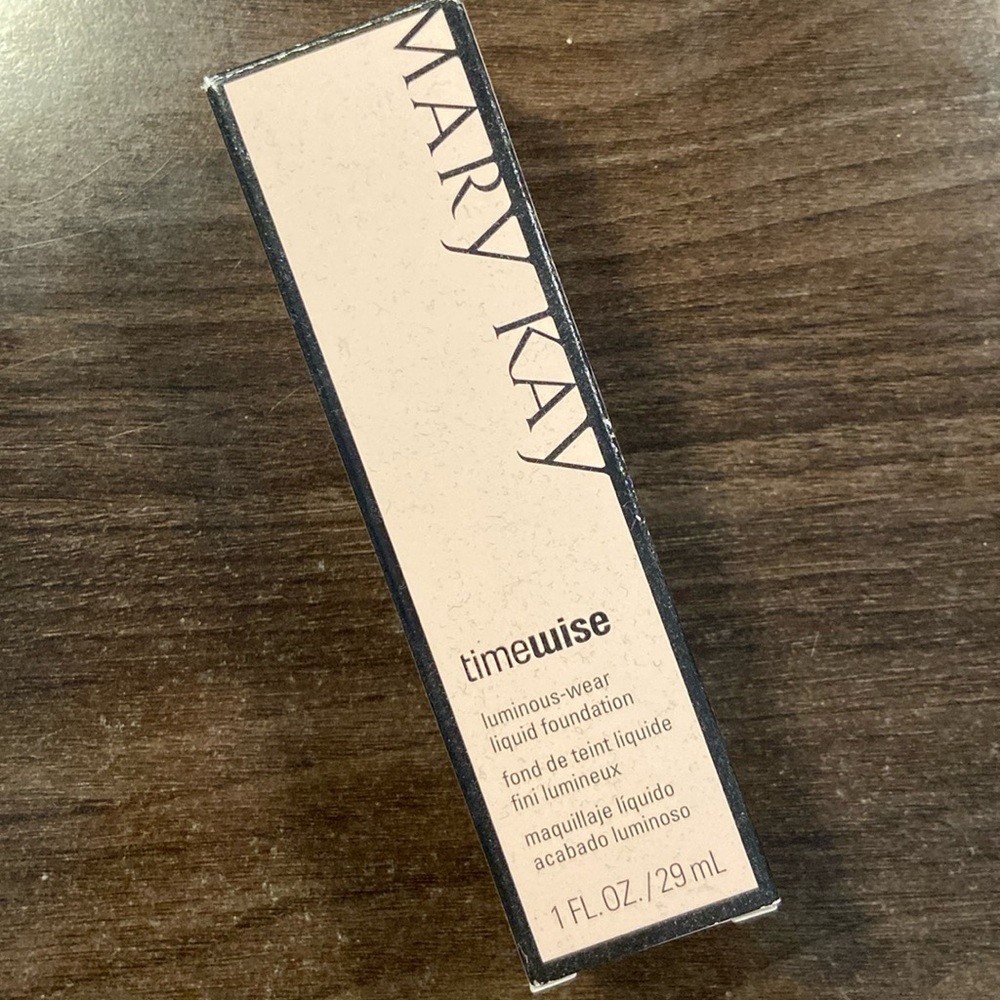 MARY KAY
timewise
luminous-wear
liquid foundation
fond de teint liquide
fini lumineux
maquillaje líquido
acabado luminoso
1 FL. OZ. / 29 mL